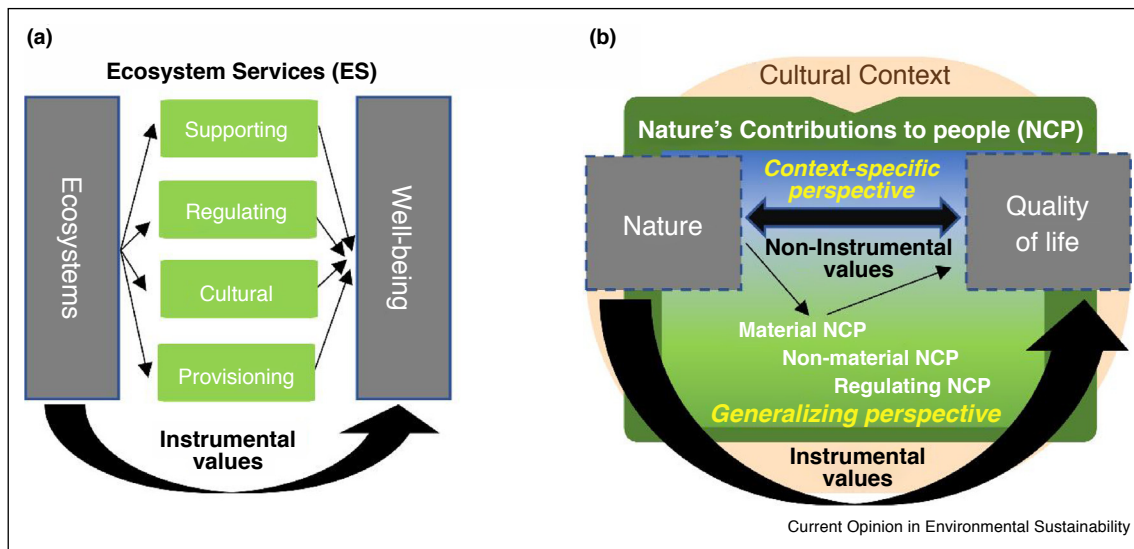 (a)
Ecosystem Services (ES)
Ecosystems
Supporting
Regulating
Cultural
Provisioning
Well-being
Instrumental
values
(b)
Cultural Context
Nature's Contributions to people (NCP)
Context-specific
perspective
Nature
Quality
of life
Non-Instrumental
values
Material NCP
Non-material NCP
Regulating NCP
Generalizing perspective
Instrumental
values
Current Opinion in Environmental Sustainability